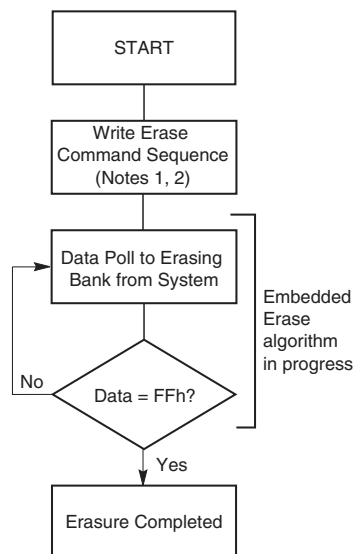 START
Write Erase
Command Sequence
(Notes 1, 2)
Data Poll to Erasing
Bank from System
Embedded
Erase
algorithm
in progress
No
Data = FFh?
Yes
Erasure Completed